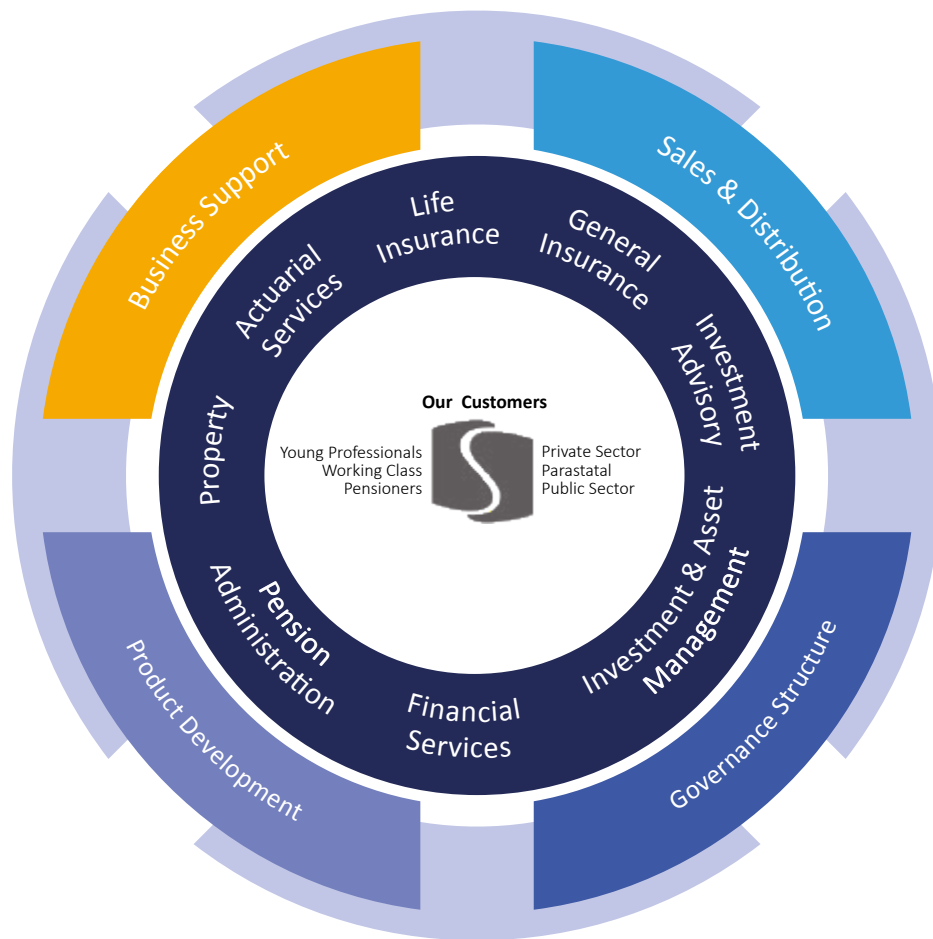 Business Support
Sales & Distribution
Life
Insurance
General
Insurance
Investment
Advisory
Investment & Asset
Management
Financial
Services
Pension
Administration
Property
Actuarial
Services
Our Customers
Young Professionals
Working Class
Pensioners
Private Sector
Parastatal
Public Sector
Product Development
Governance Structure